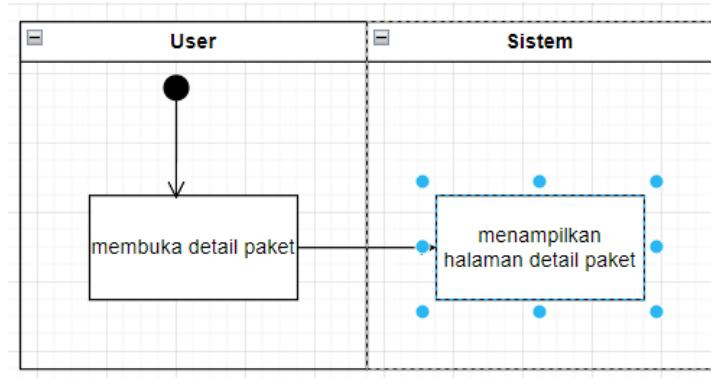 User
Sistem
membuka detail paket
menampilkan
halaman detail paket